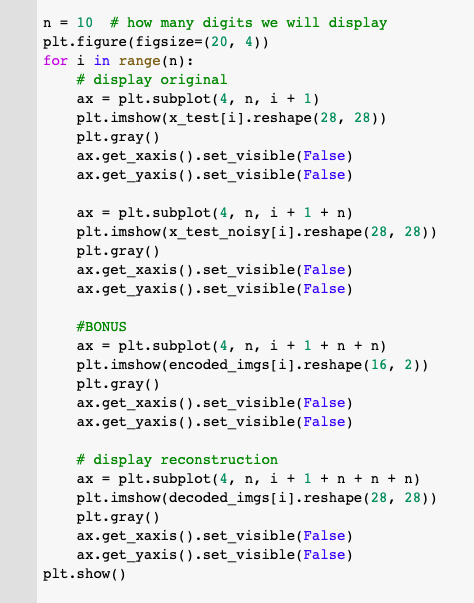 n = 10  # how many digits we will display
plt.figure(figsize=(20, 4))
for i in range(n):
    # display original
    ax = plt.subplot(4, n, i + 1)
    plt.imshow(x_test[i].reshape(28, 28))
    plt.gray()
    ax.get_xaxis().set_visible(False)
    ax.get_yaxis().set_visible(False)

    ax = plt.subplot(4, n, i + 1 + n)
    plt.imshow(x_test_noisy[i].reshape(28, 28))
    plt.gray()
    ax.get_xaxis().set_visible(False)
    ax.get_yaxis().set_visible(False)

    #BONUS
    ax = plt.subplot(4, n, i + 1 + n + n)
    plt.imshow(encoded_imgs[i].reshape(16, 2))
    plt.gray()
    ax.get_xaxis().set_visible(False)
    ax.get_yaxis().set_visible(False)

    # display reconstruction
    ax = plt.subplot(4, n, i + 1 + n + n + n)
    plt.imshow(decoded_imgs[i].reshape(28, 28))
    plt.gray()
    ax.get_xaxis().set_visible(False)
    ax.get_yaxis().set_visible(False)
plt.show()